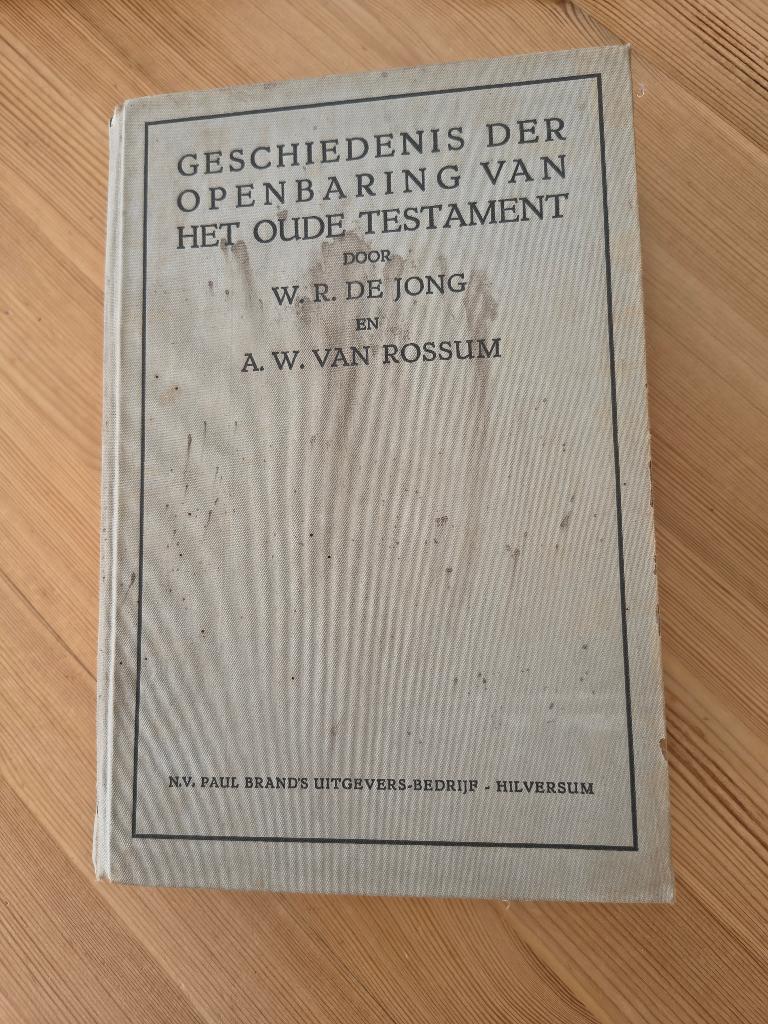 GESCHIEDENIS DER
OPENBARING VAN
HET OUDE TESTAMENT
DOOR
W. R. DE JONG
EN
A. W. VAN ROSSUM
N.V. PAUL BRAND'S UITGEVERS-BEDRIJF - HILVERSUM